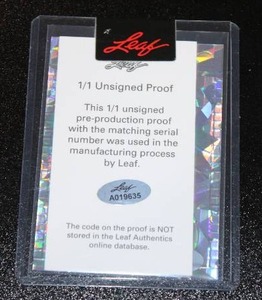 Leaf
Leaf
1/1 Unsigned Proof
This 1/1 unsigned
pre-production proof
with the matching serial
number was used in the
manufacturing process
by Leaf.
Leaf
A019635
The code on the proof is NOT
stored in the Leaf Authentics
online database.